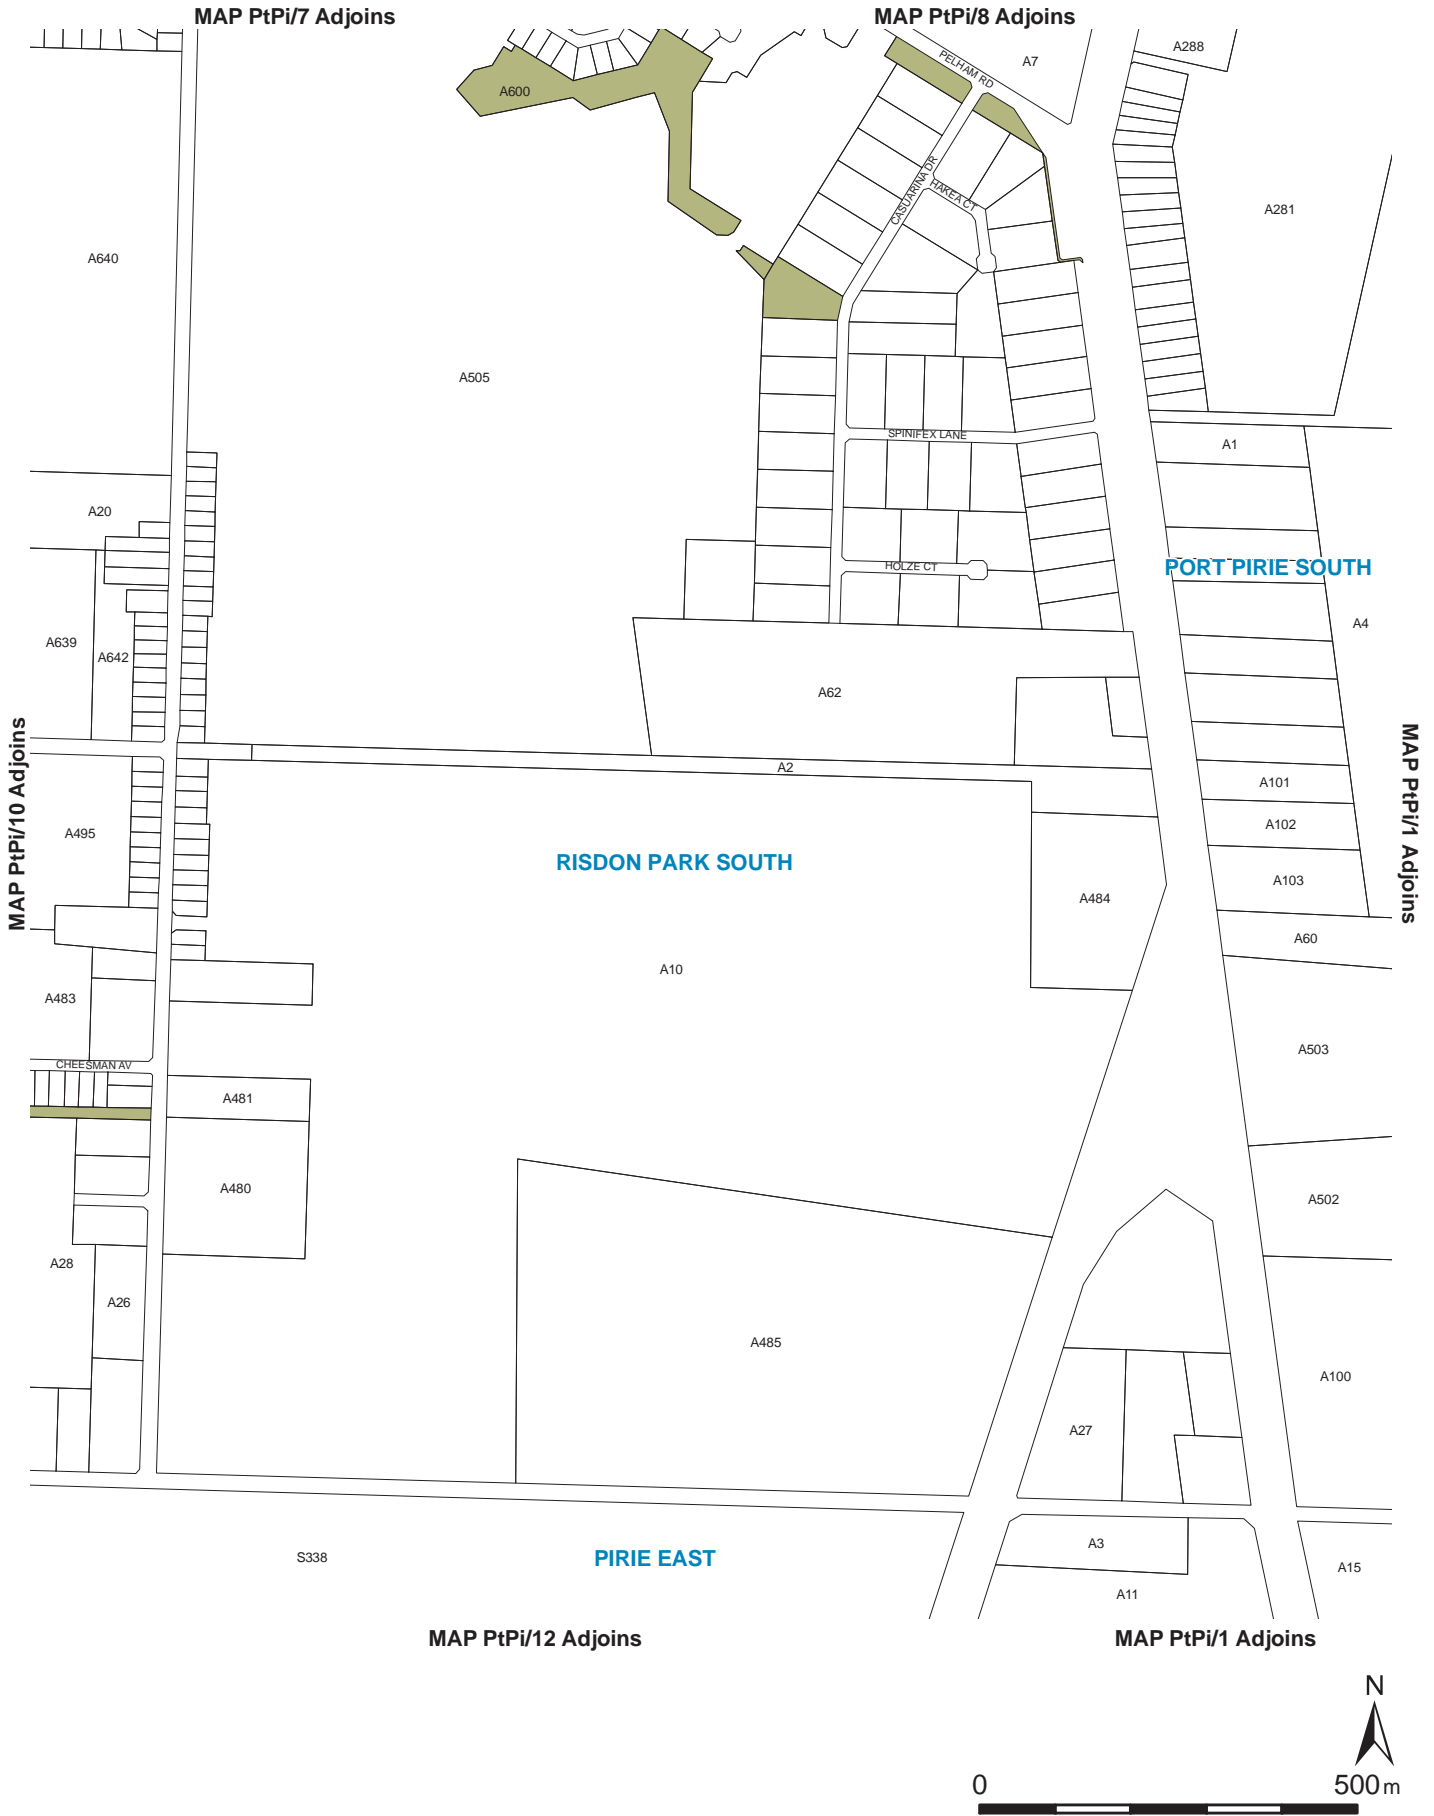 MAP PtPi/7 Adjoins
MAP PtPi/8 Adjoins
A288
A7
PELHAM RD
A600
CASUARINA DR
HAKEA CT
A281
A640
A505
SPINIFEX LANE
A1
A20
HOLZE CT
PORT PIRIE SOUTH
A4
A639
A642
A62
MAP PtPi/10 Adjoins
MAP PtPi/1 Adjoins
A2
A101
A102
A495
RISDON PARK SOUTH
A103
A484
A60
A10
A483
A503
CHEESMAN AV
A481
A480
A502
A28
A26
A485
A100
A27
A3
S338
PIRIE EAST
A15
A11
MAP PtPi/12 Adjoins
MAP PtPi/1 Adjoins
N
0
500 m